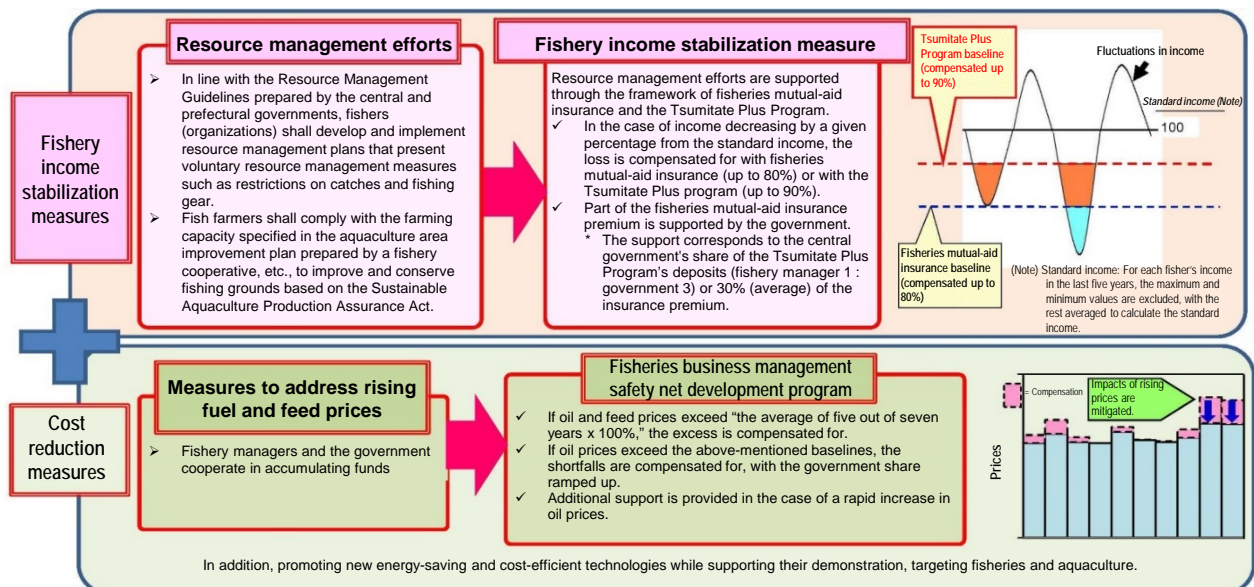 Fishery
income
stabilization
measures
Resource management efforts
➢ In line with the Resource Management
Guidelines prepared by the central and
prefectural governments, fishers
(organizations) shall develop and implement
resource management plans that present
voluntary resource management measures
such as restrictions on catches and fishing
gear.
➢ Fish farmers shall comply with the farming
capacity specified in the aquaculture area
improvement plan prepared by a fishery
cooperative, etc., to improve and conserve
fishing grounds based on the Sustainable
Aquaculture Production Assurance Act.
Fishery income stabilization measure
Resource management efforts are supported
through the framework of fisheries mutual-aid
insurance and the Tsumitate Plus Program.
✓ In the case of income decreasing by a given
percentage from the standard income, the
loss is compensated for with fisheries
mutual-aid insurance (up to 80%) or with the
Tsumitate Plus program (up to 90%).
✓ Part of the fisheries mutual-aid insurance
premium is supported by the government.
* The support corresponds to the central
government's share of the Tsumitate Plus
Program's deposits (fishery manager 1 :
government 3) or 30% (average) of the
insurance premium.
Tsumitate Plus
Program baseline
(compensated up
to 90%)
Fluctuations in income
Standard income (Note)
100
Fisheries mutual-aid
insurance baseline
(compensated up to
80%)
(Note) Standard income: For each fisher's income
in the last five years, the maximum and
minimum values are excluded, with the
rest averaged to calculate the standard
income.
Cost
reduction
measures
Measures to address rising
fuel and feed prices
➢ Fishery managers and the government
cooperate in accumulating funds
Fisheries business management
safety net development program
✓ If oil and feed prices exceed "the average of five out of seven
years x 100%," the excess is compensated for.
✓ If oil prices exceed the above-mentioned baselines, the
shortfalls are compensated for, with the government share
ramped up.
✓ Additional support is provided in the case of a rapid increase in
oil prices.
= Compensation
Impacts of rising
prices are
mitigated.
Prices
In addition, promoting new energy-saving and cost-efficient technologies while supporting their demonstration, targeting fisheries and aquaculture.